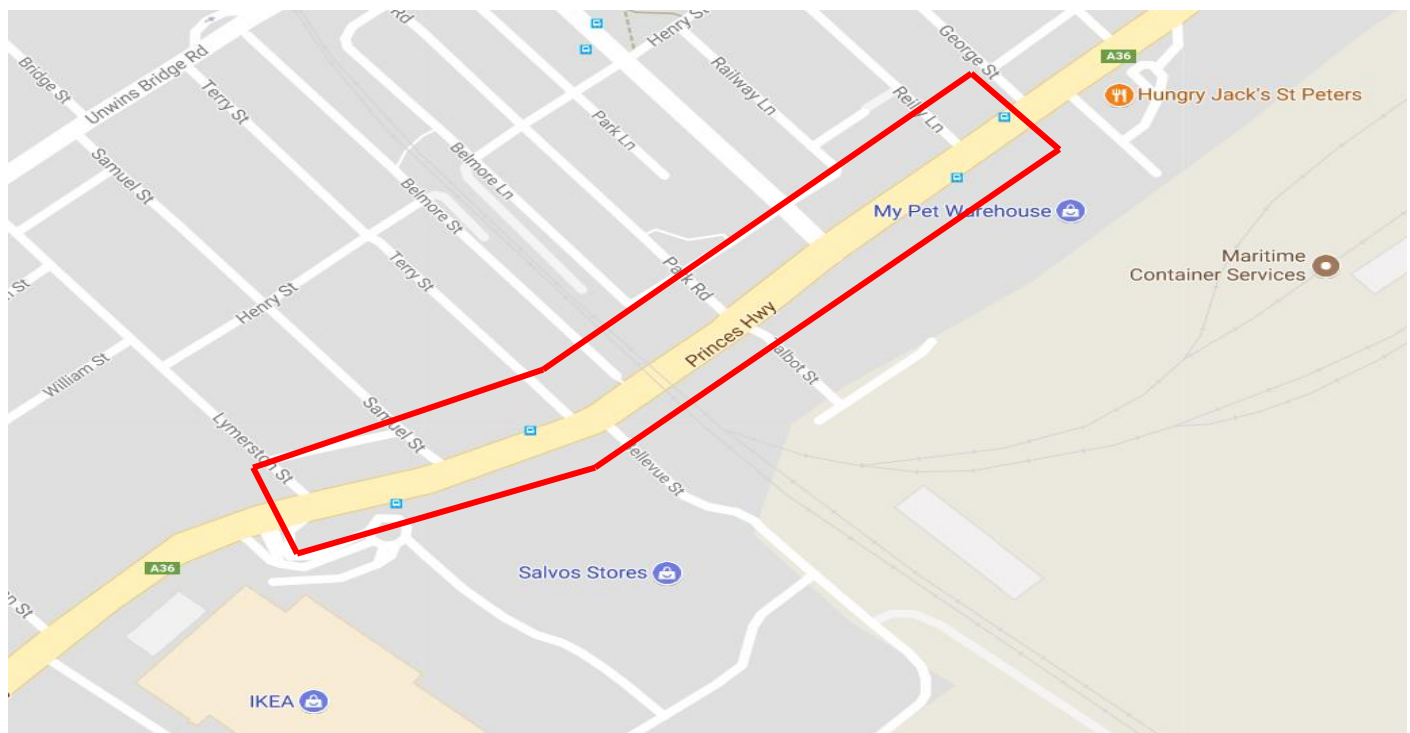 Rd
Henry St
George St
A36
Bridge St
Unwins Bridge Rd
Terry St
Railway Ln
Reilly Ln
Hungry Jack's St Peters
Park Ln
Samuel St
Belmore Ln
Belmore St
My Pet Warehouse
Terry St
Park Rd
Maritime
Container Services
St
Henry St
Princes Hwy
William St
Lymerston St
Samuel St
St
A36
Salvos Stores
St
IKEA